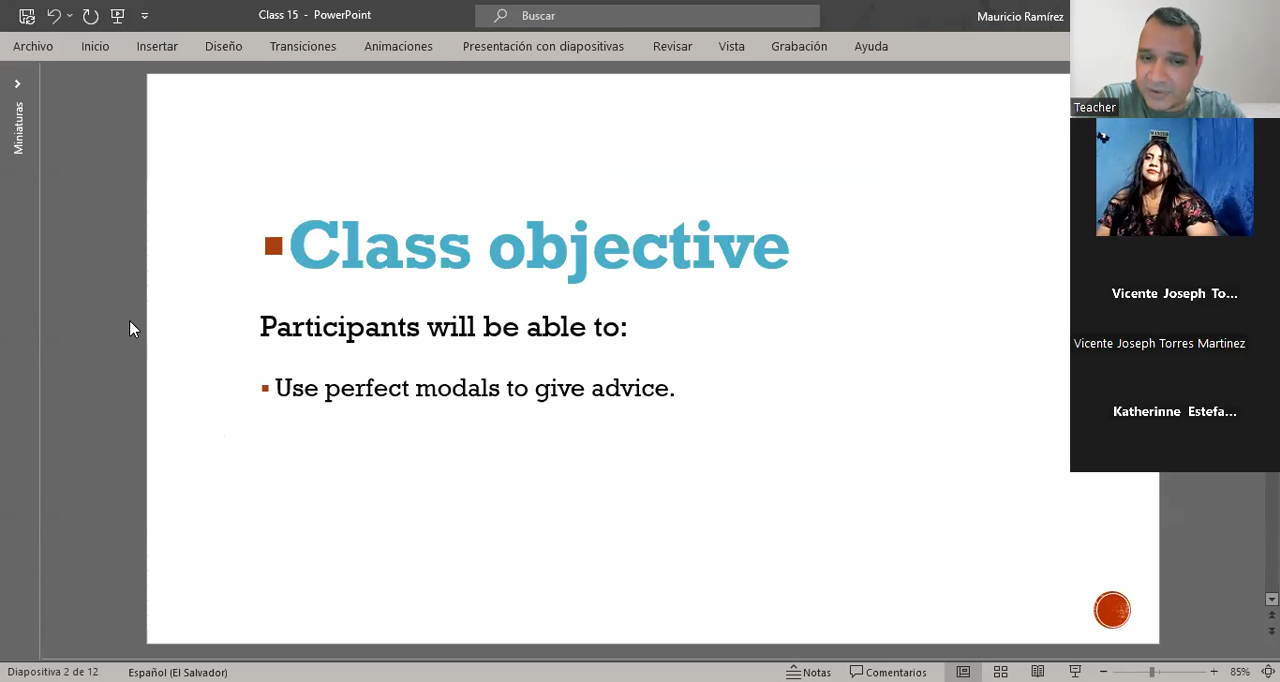 Class 15 - PowerPoint
Buscar
Mauricio Ramírez
Archivo
Inicio
Insertar
Diseño
Transiciones
Animaciones
Presentación con diapositivas
Revisar
Vista
Grabación
Ayuda
Miniaturas
Class objective
Participants will be able to:
Use perfect modals to give advice.
Teacher
Vicente Joseph To...
Vicente Joseph Torres Martinez
Katherinne Estefa...
Diapositiva 2 de 12
Español (El Salvador)
Notas
Comentarios
85%